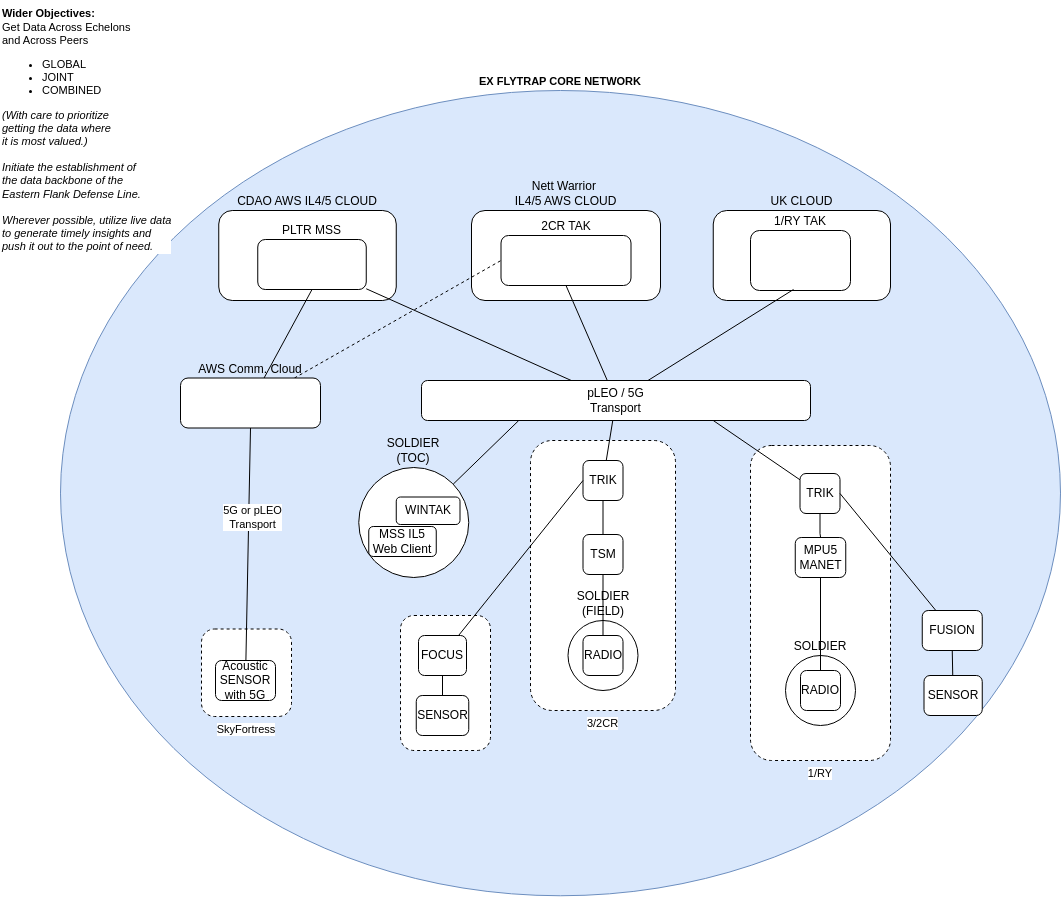 Wider Objectives:
Get Data Across Echelons
and Across Peers
GLOBAL
JOINT
COMBINED
(With care to prioritize
getting the data where
it is most valued.)
Initiate the establishment of
the data backbone of the
Eastern Flank Defense Line.
Wherever possible, utilize live data
to generate timely insights and
push it out to the point of need.
EX FLYTRAP CORE NETWORK
CDAO AWS IL4/5 CLOUD
PLTR MSS
Nett Warrior
IL4/5 AWS CLOUD
2CR TAK
UK CLOUD
1/RY TAK
AWS Comm. Cloud
pLEO / 5G
Transport
5G or pLEO
Transport
SOLDIER
(TOC)
WINTAK
MSS IL5
Web Client
Acoustic
SENSOR
with 5G
SkyFortress
FOCUS
SENSOR
TRIK
TSM
SOLDIER
(FIELD)
RADIO
3/2CR
TRIK
MPU5
MANET
SOLDIER
RADIO
1/RY
FUSION
SENSOR